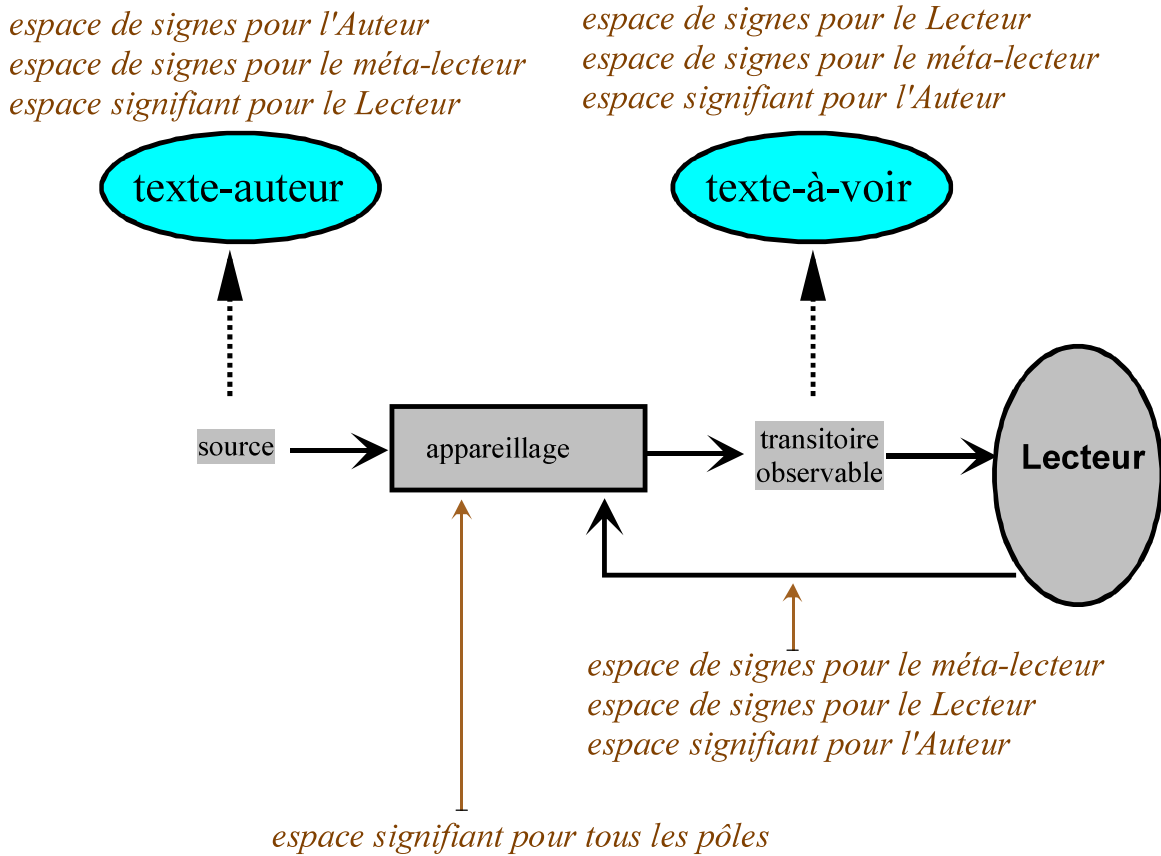 espace de signes pour l'Auteur
espace de signes pour le méta-lecteur
espace signifiant pour le Lecteur
espace de signes pour le Lecteur
espace de signes pour le méta-lecteur
espace signifiant pour l'Auteur
texte-auteur
texte-à-voir
source
appareillage
transitoire
observable
Lecteur
espace de signes pour le méta-lecteur
espace de signes pour le Lecteur
espace signifiant pour l'Auteur
espace signifiant pour tous les pôles